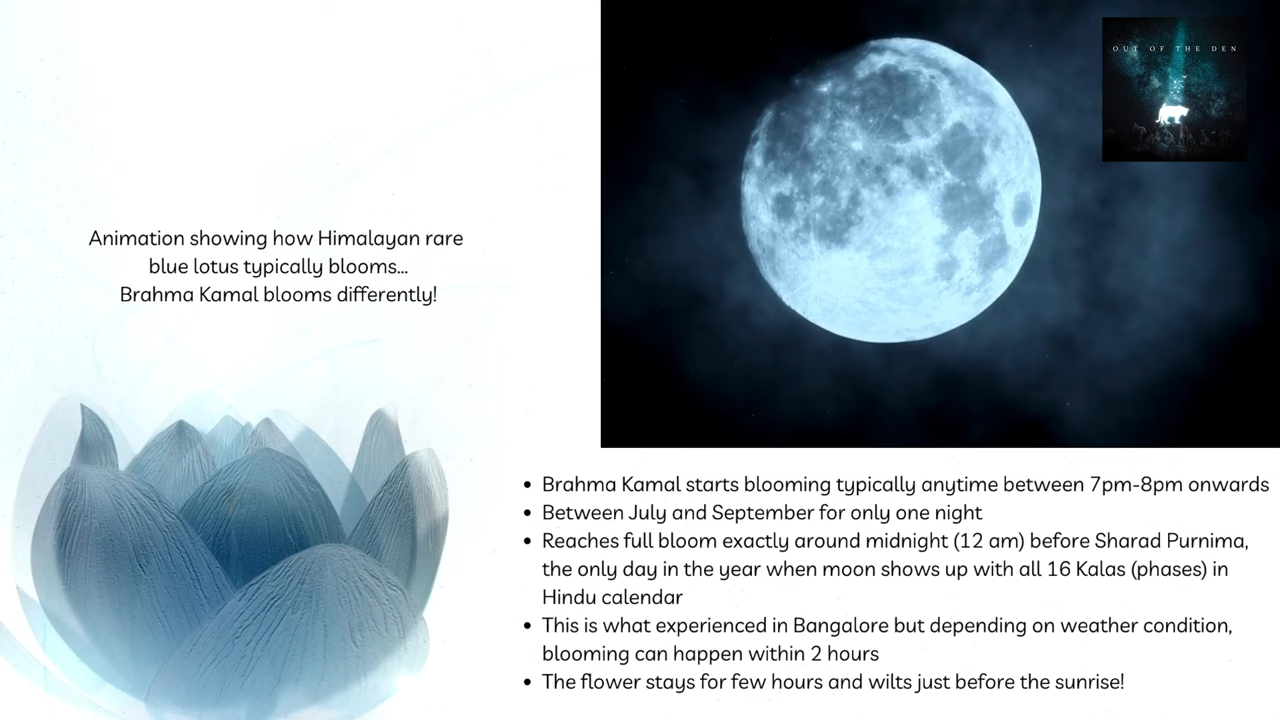 OUT OF THE DEN
Animation showing how Himalayan rare
blue lotus typically blooms...
Brahma Kamal blooms differently!
• Brahma Kamal starts blooming typically anytime between 7pm-8pm onwards
• Between July and September for only one night
• Reaches full bloom exactly around midnight (12 am) before Sharad Purnima,
the only day in the year when moon shows up with all 16 Kalas (phases) in
Hindu calendar
• This is what experienced in Bangalore but depending on weather condition,
blooming can happen within 2 hours
• The flower stays for few hours and wilts just before the sunrise!